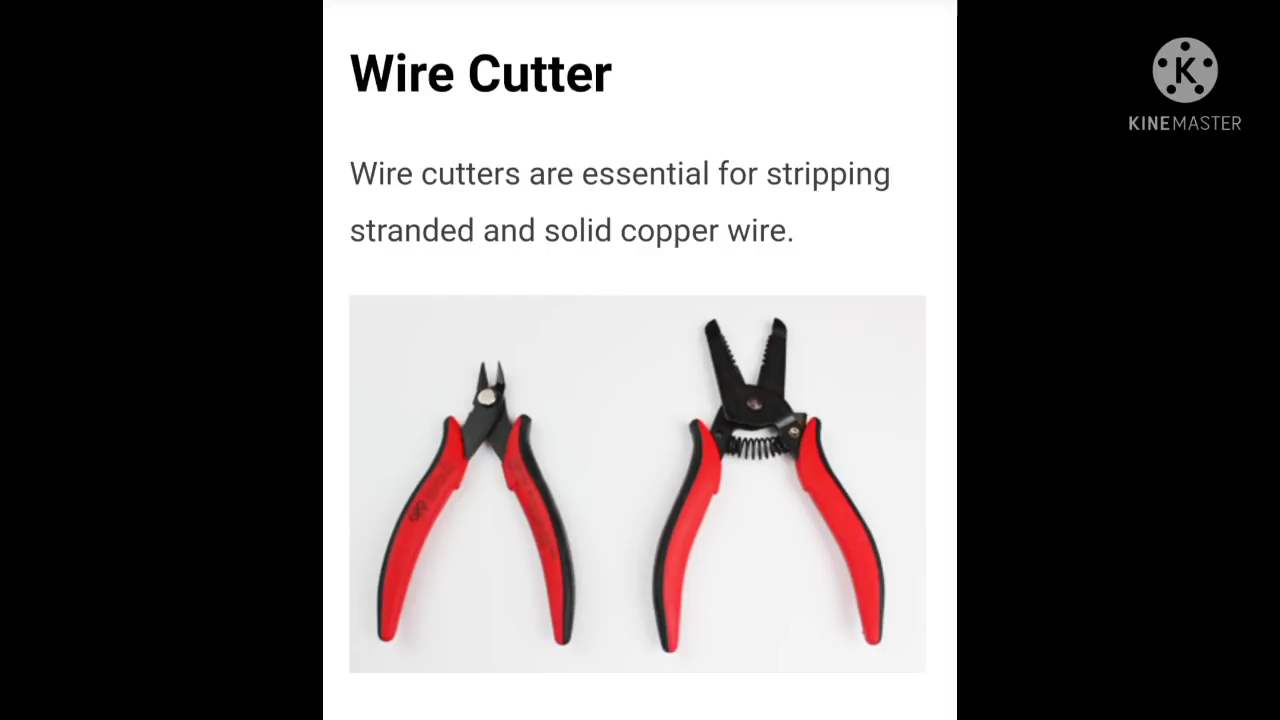 Wire Cutter
Wire cutters are essential for stripping
stranded and solid copper wire.
K
KINEMASTER